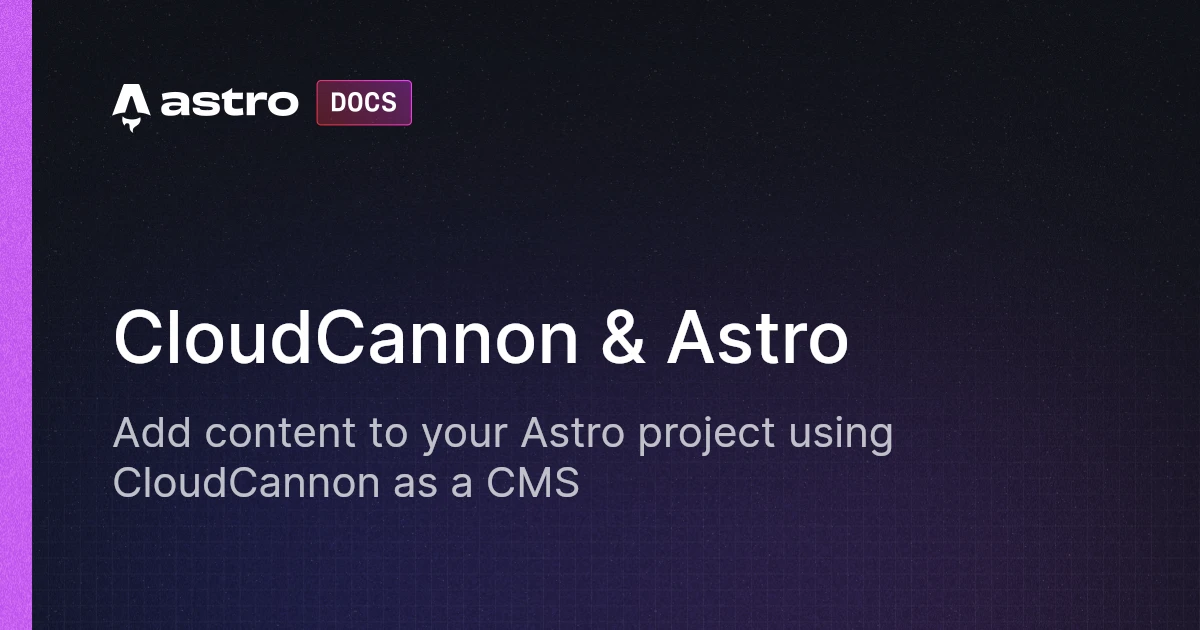 astro DOCS
CloudCannon & Astro
Add content to your Astro project using
CloudCannon as a CMS